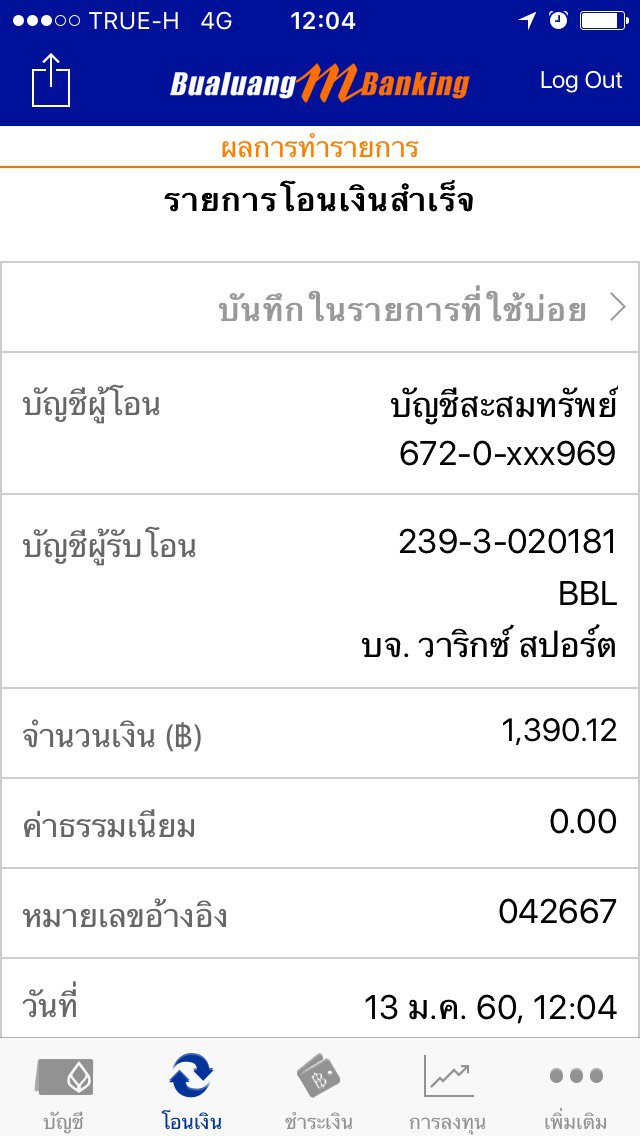 TRUE-H 4G 12:04
Bualuang mBanking Log Out
ผลการทำรายการ
รายการโอนเงินสำเร็จ
บันทึกในรายการที่ใช้บ่อย
บัญชีผู้โอน บัญชีสะสมทรัพย์
672-0-xxx969
บัญชีผู้รับโอน 239-3-020181
BBL
บจ. วาริกซ์ สปอร์ต
จำนวนเงิน (฿) 1,390.12
ค่าธรรมเนียม 0.00
หมายเลขอ้างอิง 042667
วันที่ 13 ม.ค. 60, 12:04
บัญชี โอนเงิน ชำระเงิน การลงทุน เพิ่มเติม